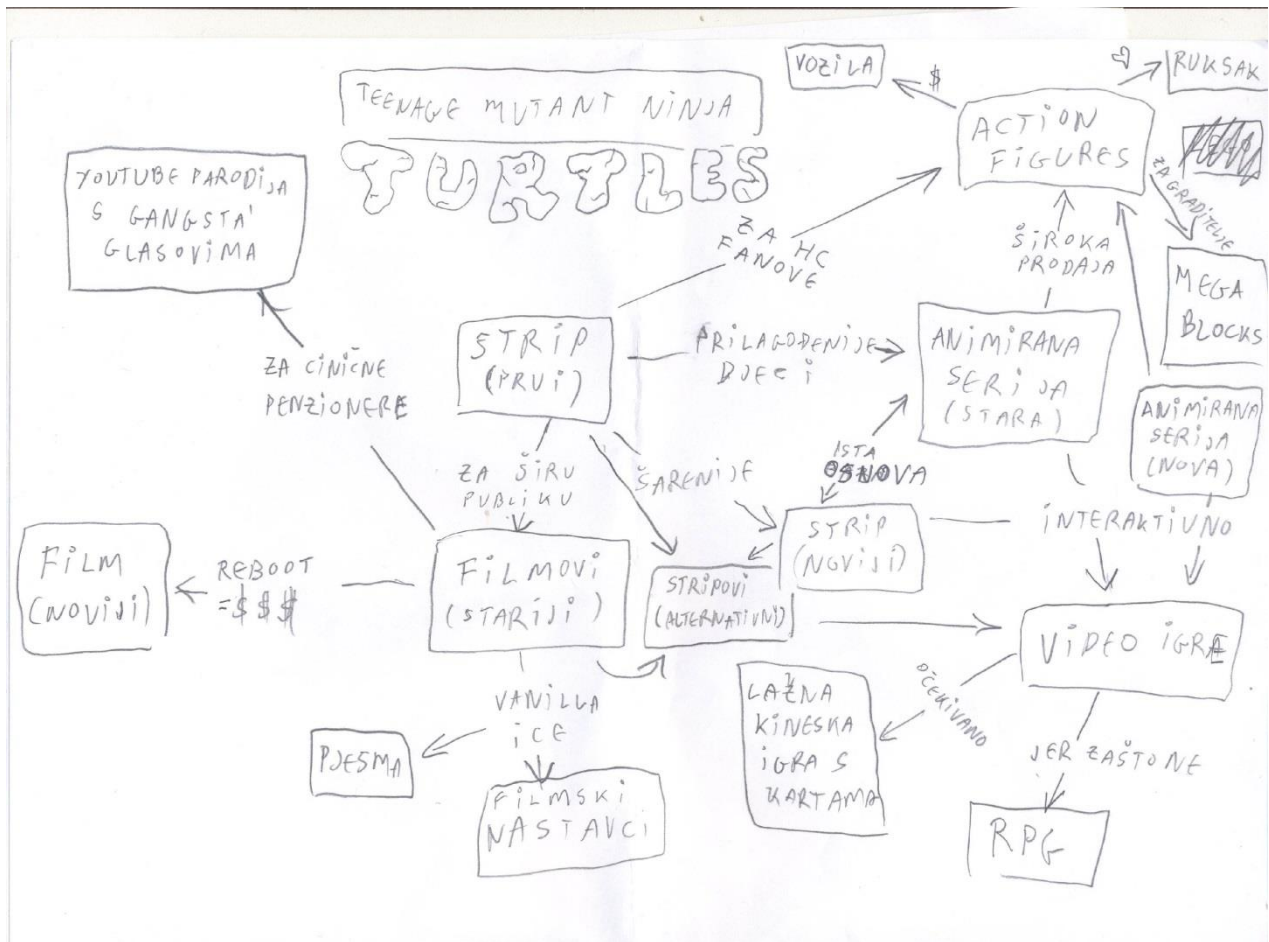 TEENAGE MUTANT NINJA
TURTLES
VOZILA
$
RUKSAK
ACTION
FIGURES
ZA GRADITELJE
MEGA
BLOCKS
YOUTUBE PARODIJA
S GANGSTA'
GLASOVIMA
ZA HC
FANOVE
ŠIROKA
PRODAJA
STRIP
(PRVI)
PRILAGOĐENIJE
DJECI
ANIMIRANA
SERIJA
(STARA)
ANIMIRANA
SERIJA
(NOVA)
ZA CINIČNE
PENZIONERE
ZA ŠIRU
PUBLIKU
ŠARENIJE
ISTA
OSNOVA
STRIP
(NOVIJI)
INTERAKTIVNO
FILM
(NOVIJI)
REBOOT
=$$$
FILMOVI
(STARIJI)
STRIPOVI
(ALTERNATIVNI)
VIDEO IGRE
VANILLA
ICE
PJESMA
FILMSKI
NASTAVCI
LAŽNA
KINESKA
IGRA S
KARTAMA
OČEKIVANO
JER ZAŠTO NE
RPG